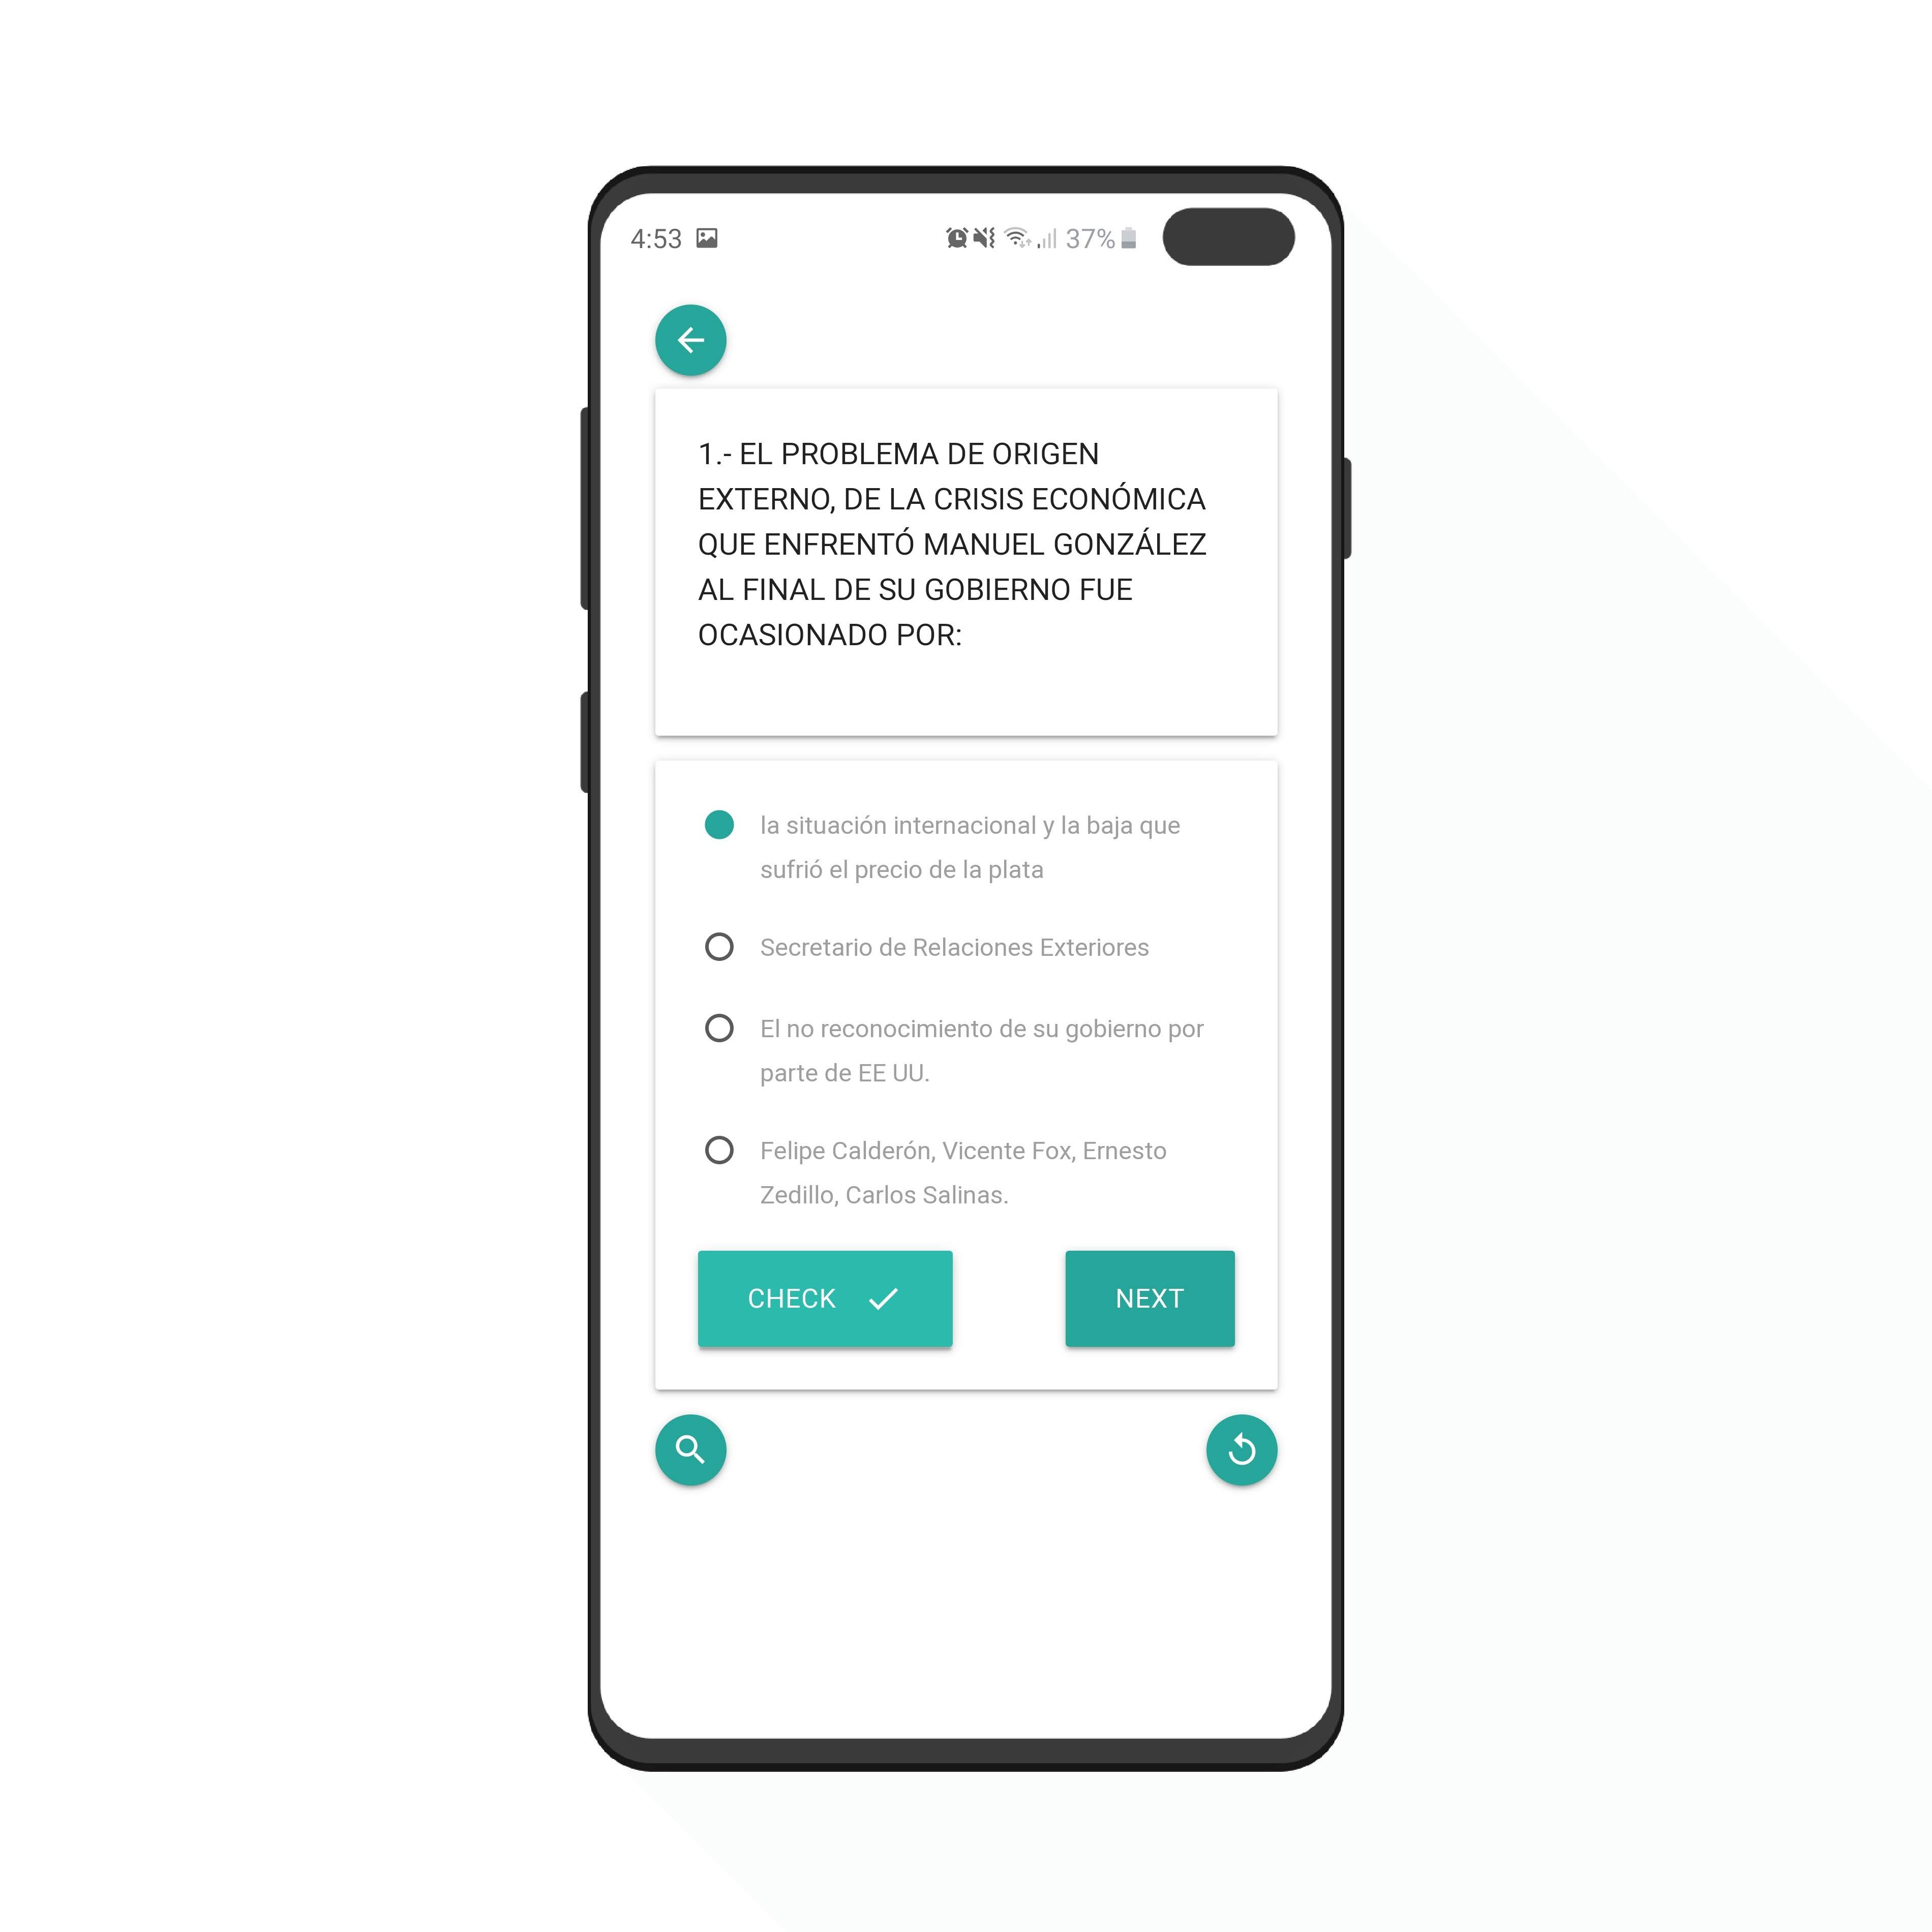 4:53 37%
1.- EL PROBLEMA DE ORIGEN
EXTERNO, DE LA CRISIS ECONÓMICA
QUE ENFRENTÓ MANUEL GONZÁLEZ
AL FINAL DE SU GOBIERNO FUE
OCASIONADO POR:
la situación internacional y la baja que
sufrió el precio de la plata
Secretario de Relaciones Exteriores
El no reconocimiento de su gobierno por
parte de EE UU.
Felipe Calderón, Vicente Fox, Ernesto
Zedillo, Carlos Salinas.
CHECK NEXT